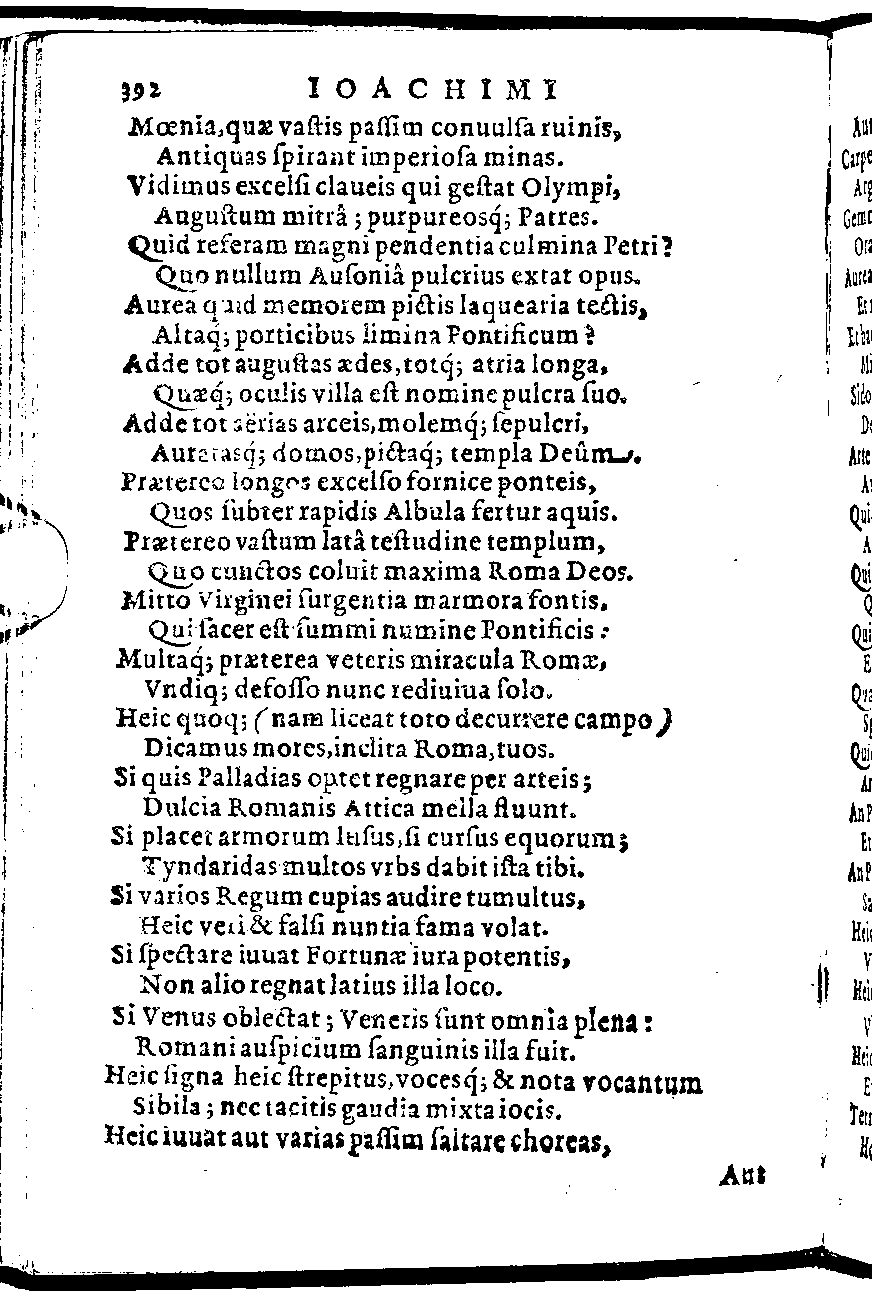 392 IOACHIMI
Mœnia, quæ vaſtis paſſim conuulſa ruinis,
Antiquas ſpirant imperioſa minas.
Vidimus excelſi claueis qui geſtat Olympi,
Auguſtum mitrâ; purpureosq́; Patres.
Quid referam magni pendentia culmina Petri?
Quo nullum Auſoniâ pulcrius extat opus.
Aurea quid memorem pictis laquearia tectis,
Altaq́; porticibus limina Pontificum?
Adde tot auguſtas ædes, totq́; atria longa,
Quæq́; oculis villa eſt nomine pulcra ſuo.
Adde tot aërias arceis, molemq́; ſepulcri,
Auratasq́; domos, pictaq́; templa Deûm.
Prætereo longos excelſo fornice ponteis,
Quos ſubter rapidis Albula fertur aquis.
Prætereo vaſtum latâ teſtudine templum,
Quo cunctos coluit maxima Roma Deos.
Mitto Virginei ſurgentia marmora fontis,
Qui ſacer eſt ſummi numine Pontificis:
Multaq́; præterea veteris miracula Romæ,
Vndiq; defoſſo nunc rediuiua ſolo.
Heic quoq; (nam liceat toto decurrere campo)
Dicamus mores, inclita Roma, tuos.
Si quis Palladias optet regnare per arteis;
Dulcia Romanis Attica mella fluunt.
Si placet armorum luſus, ſi curſus equorum;
Tyndaridas multos vrbs dabit iſta tibi.
Si varios Regum cupias audire tumultus,
Heic veri & falſi nuntia fama volat.
Si ſpectare iuuat Fortunæ iura potentis,
Non alio regnat latius illa loco.
Si Venus oblectat; Veneris ſunt omnia plena:
Romani auſpicium ſanguinis illa fuit.
Heic ſigna heic ſtrepitus, vocesq́; & nota vocantum
Sibila; nec tacitis gaudia mixta iocis.
Heic iuuat aut varias paſſim ſaltare choreas,
Aut